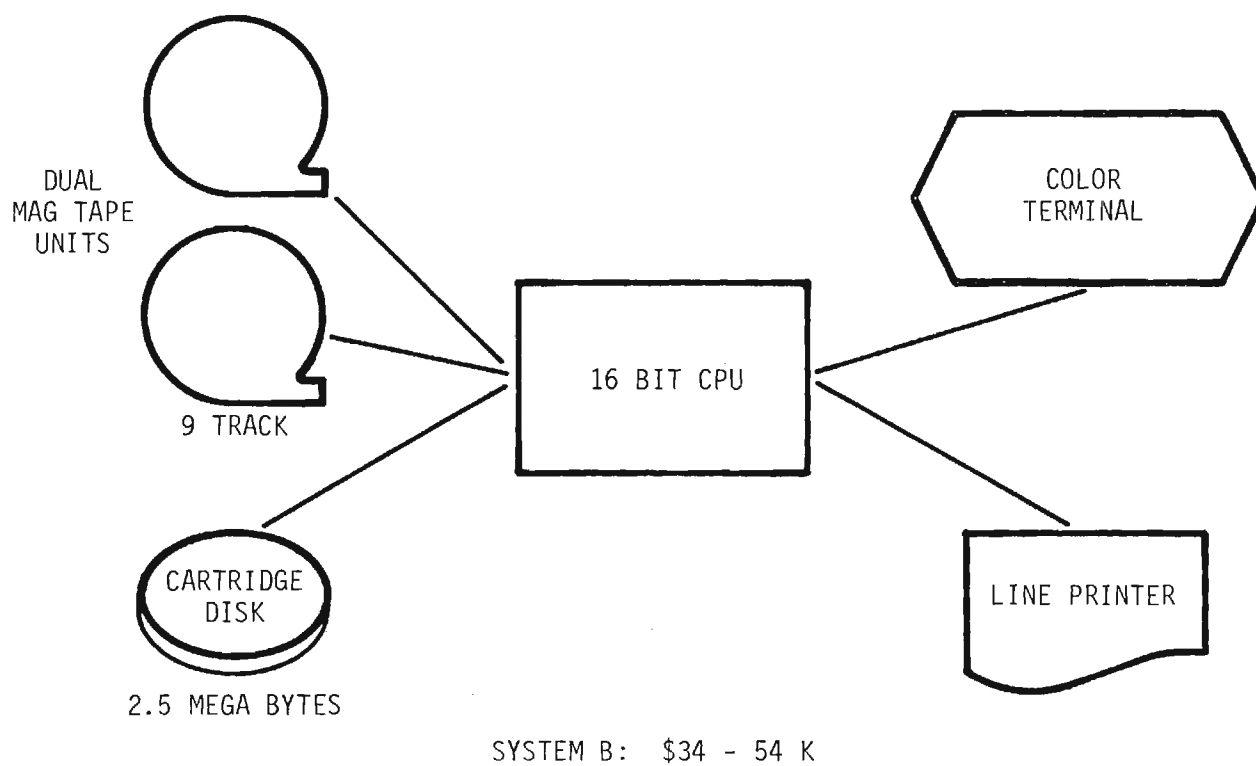 DUAL
MAG TAPE
UNITS
9 TRACK
CARTRIDGE
DISK
2.5 MEGA BYTES
16 BIT CPU
COLOR
TERMINAL
LINE PRINTER
SYSTEM B: $34 - 54 K